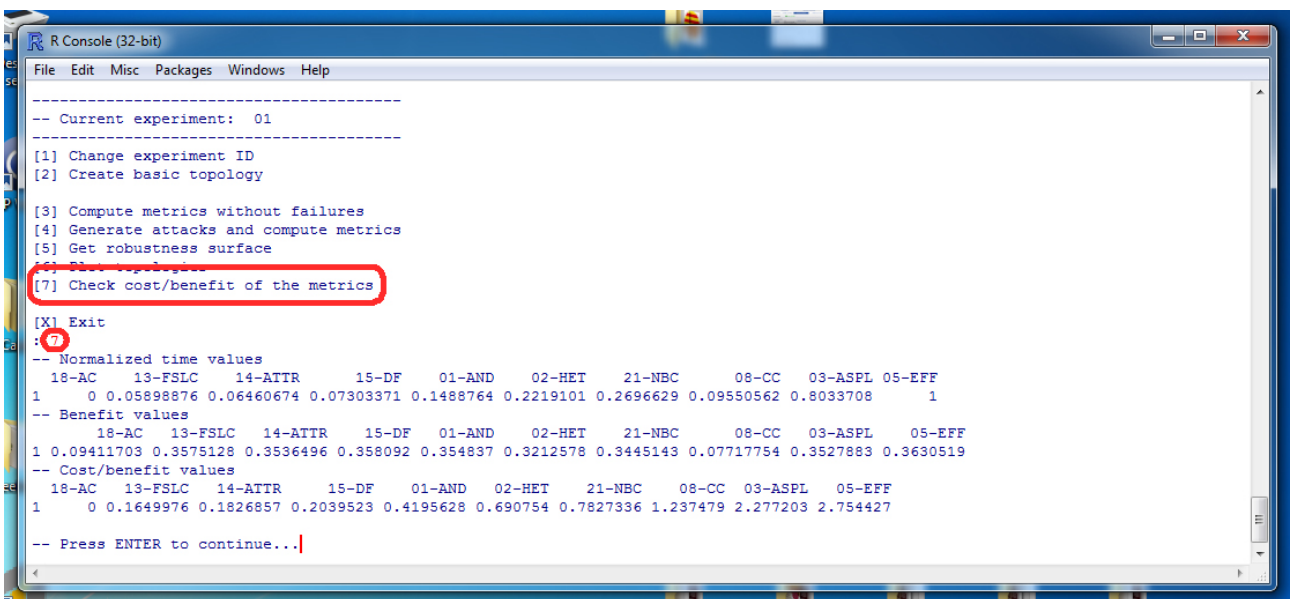 R Console (32-bit)
File Edit Misc Packages Windows Help
----------------------------------------
-- Current experiment: 01
----------------------------------------
[1] Change experiment ID
[2] Create basic topology
[3] Compute metrics without failures
[4] Generate attacks and compute metrics
[5] Get robustness surface
[6] Plot topologies
[7] Check cost/benefit of the metrics
[X] Exit
: 7
-- Normalized time values
18-AC 13-FSLC 14-ATTR 15-DF 01-AND 02-HET 21-NBC 08-CC 03-ASPL 05-EFF
1 0 0.05898876 0.06460674 0.07303371 0.1488764 0.2219101 0.2696629 0.09550562 0.8033708 1
-- Benefit values
18-AC 13-FSLC 14-ATTR 15-DF 01-AND 02-HET 21-NBC 08-CC 03-ASPL 05-EFF
1 0.09411703 0.3575128 0.3536496 0.358092 0.354837 0.3212578 0.3445143 0.07717754 0.3527883 0.3630519
-- Cost/benefit values
18-AC 13-FSLC 14-ATTR 15-DF 01-AND 02-HET 21-NBC 08-CC 03-ASPL 05-EFF
1 0 0.1649976 0.1826857 0.2039523 0.4195628 0.690754 0.7827336 1.237479 2.277203 2.754427
-- Press ENTER to continue...